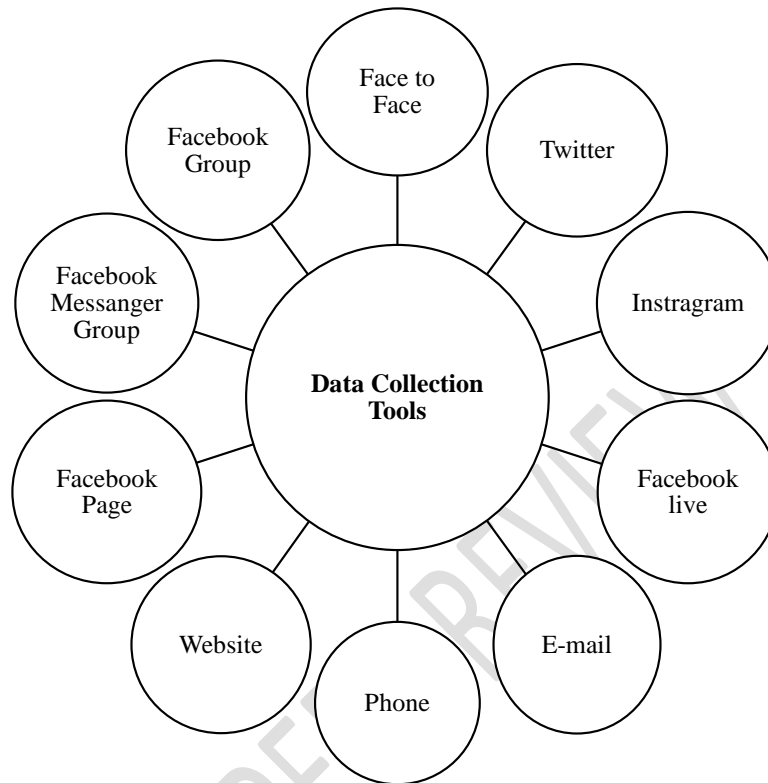 Face to
Face
Twitter
Instragram
Facebook
live
E-mail
Phone
Website
Facebook
Page
Facebook
Messanger
Group
Facebook
Group
Data Collection
Tools
REVIEW